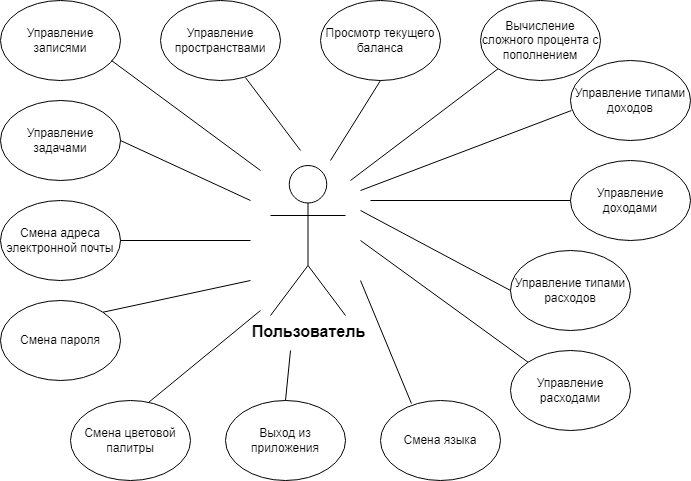 Управление
записями
Управление
пространствами
Просмотр текущего
баланса
Вычисление
сложного процента с
пополнением
Управление типами
доходов
Управление
задачами
Управление
доходами
Смена адреса
электронной почты
Управление типами
расходов
Смена пароля
Пользователь
Управление
расходами
Смена цветовой
палитры
Выход из
приложения
Смена языка